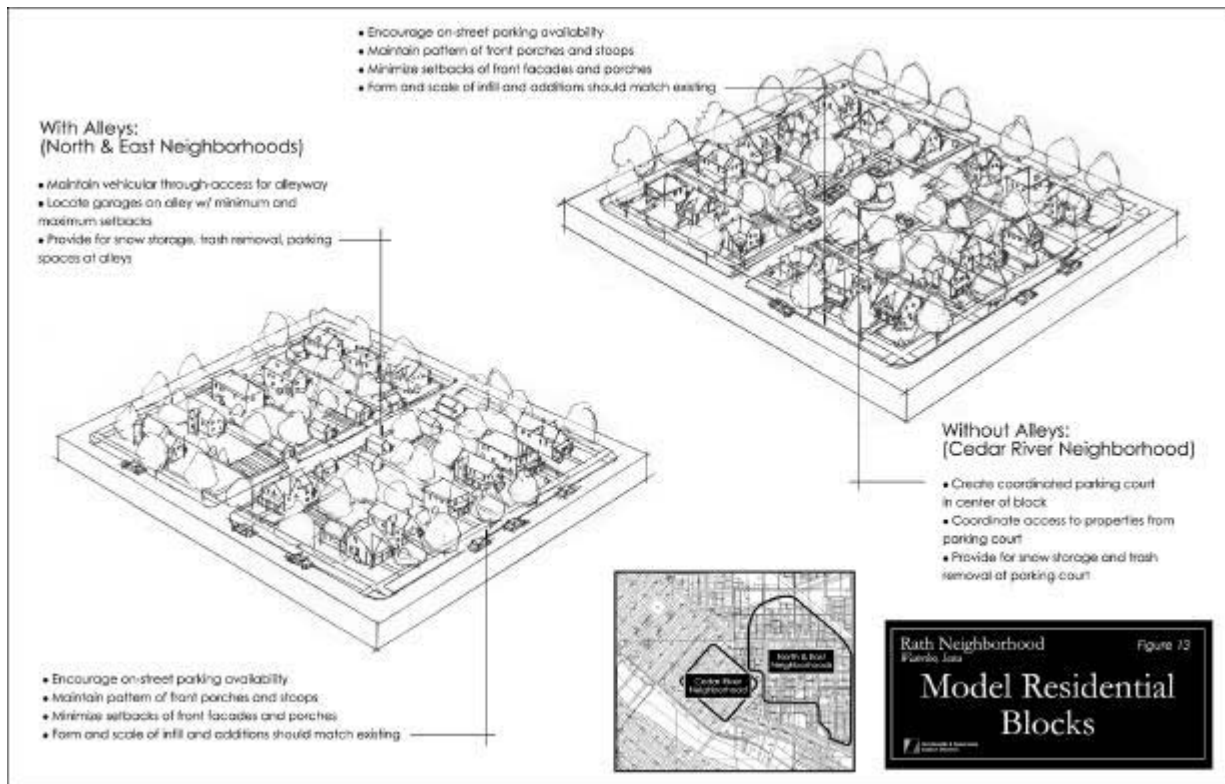 • Encourage on-street parking availability
• Maintain pattern of front porches and stoops
• Minimize setbacks of front facades and porches
• Form and scale of infill and additions should match existing
With Alleys:
(North & East Neighborhoods)
• Maintain vehicular through-access for alleyway
• Locate garages on alley w/ minimum and
maximum setbacks
• Provide for snow storage, trash removal, parking
spaces at alleys
Without Alleys:
(Cedar River Neighborhood)
• Create coordinated parking court
in center of block
• Coordinate access to properties from
parking court
• Provide for snow storage and trash
removal at parking court
• Encourage on-street parking availability
• Maintain pattern of front porches and stoops
• Minimize setbacks of front facades and porches
• Form and scale of infill and additions should match existing
North & East
Neighborhoods
Cedar River
Neighborhood
Rath Neighborhood
Figure 13
Waterloo, Iowa
Model Residential
Blocks